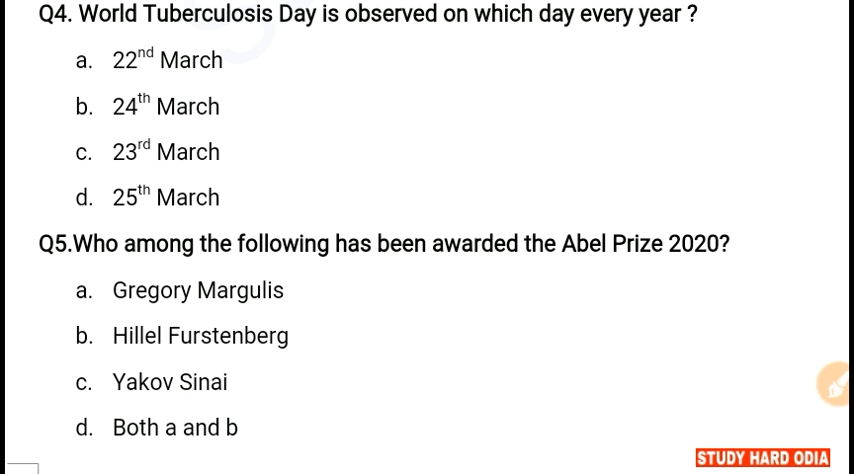 Q4. World Tuberculosis Day is observed on which day every year ?
a. 22nd March
b. 24th March
c. 23rd March
d. 25th March
Q5.Who among the following has been awarded the Abel Prize 2020?
a. Gregory Margulis
b. Hillel Furstenberg
c. Yakov Sinai
d. Both a and b
STUDY HARD ODIA